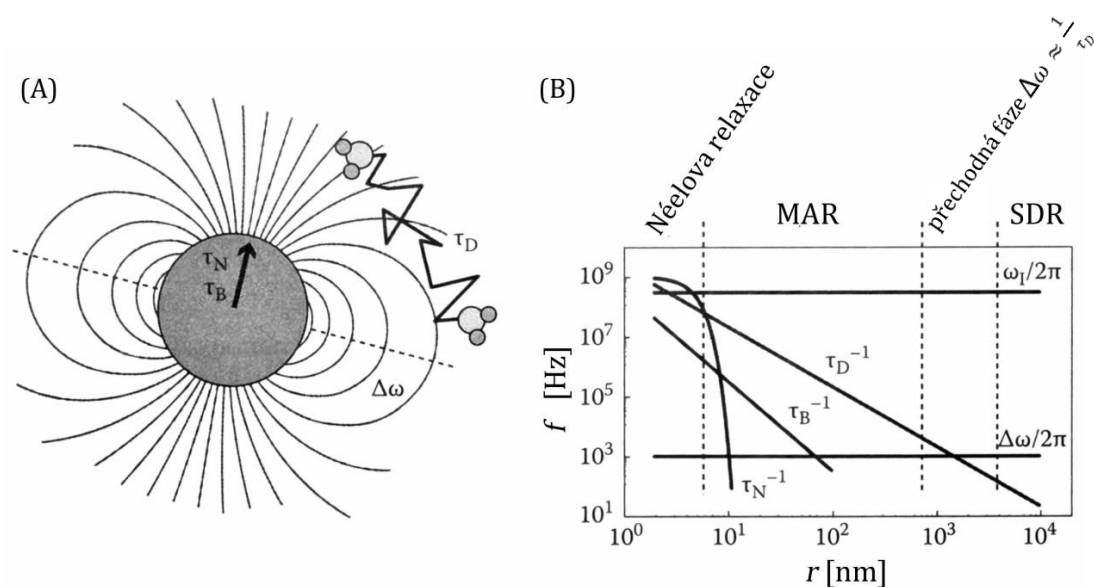 (A)
τN
τB
τD
Δω
(B)
Néelova relaxace
MAR
přechodná fáze Δω ≈ 1/τD
SDR
f [Hz]
10⁹
10⁷
10⁵
10³
10¹
ωI/2π
τD⁻¹
τB⁻¹
τN⁻¹
Δω/2π
10⁰ 10¹ 10² 10³ 10⁴
r [nm]